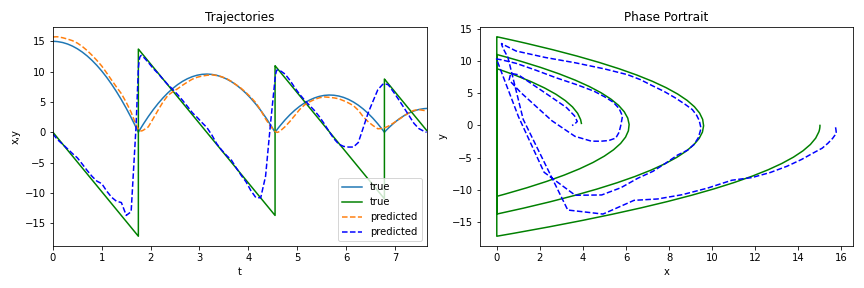 Trajectories
x,y
15
10
5
0
−5
−10
−15
0 1 2 3 4 5 6 7
t
true
true
predicted
predicted
Phase Portrait
y
15
10
5
0
−5
−10
−15
0 2 4 6 8 10 12 14 16
x